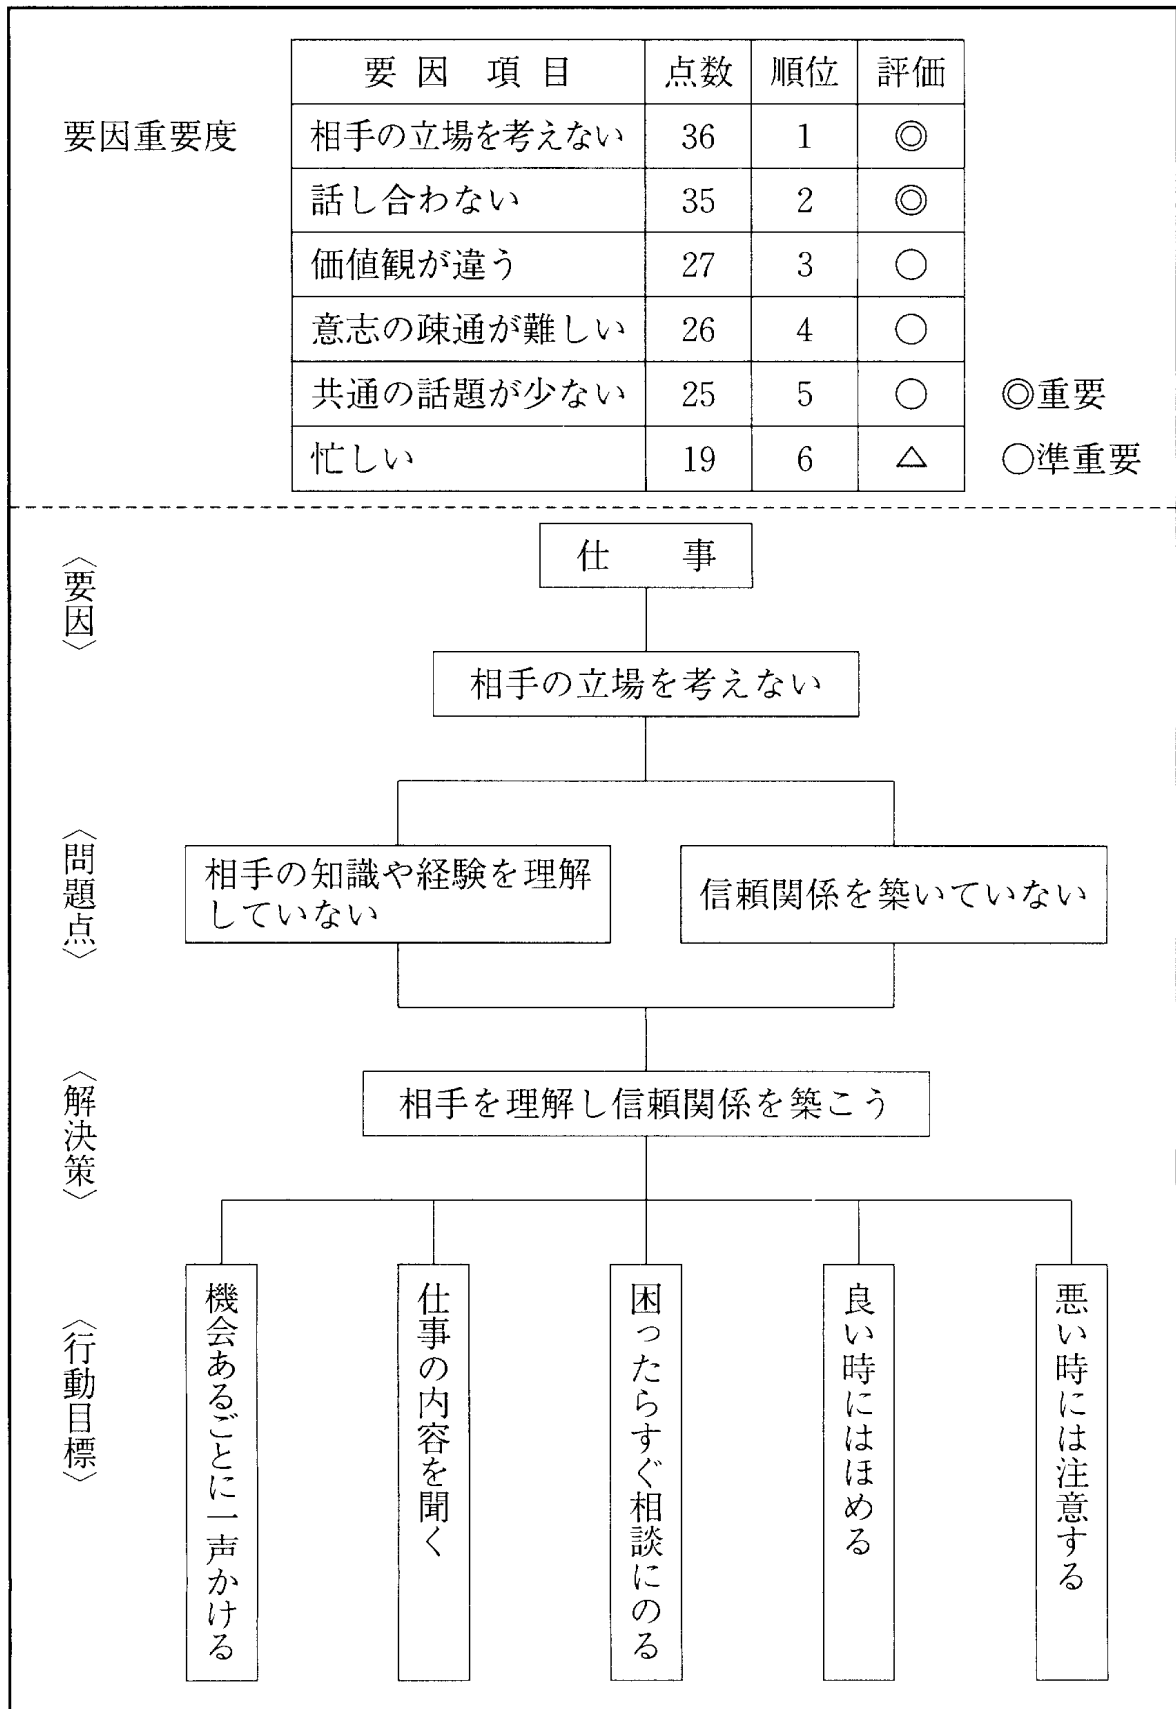 要因重要度
要因 項目 点数 順位 評価
相手の立場を考えない 36 1 ◎
話し合わない 35 2 ◎
価値観が違う 27 3 ○
意志の疎通が難しい 26 4 ○
共通の話題が少ない 25 5 ○
忙しい 19 6 △
◎重要
○準重要
〈要因〉
仕 事
相手の立場を考えない
〈問題点〉
相手の知識や経験を理解
していない
信頼関係を築いていない
〈解決策〉
相手を理解し信頼関係を築こう
〈行動目標〉
機会あるごとに一声かける
仕事の内容を聞く
困ったらすぐ相談にのる
良い時にはほめる
悪い時には注意する